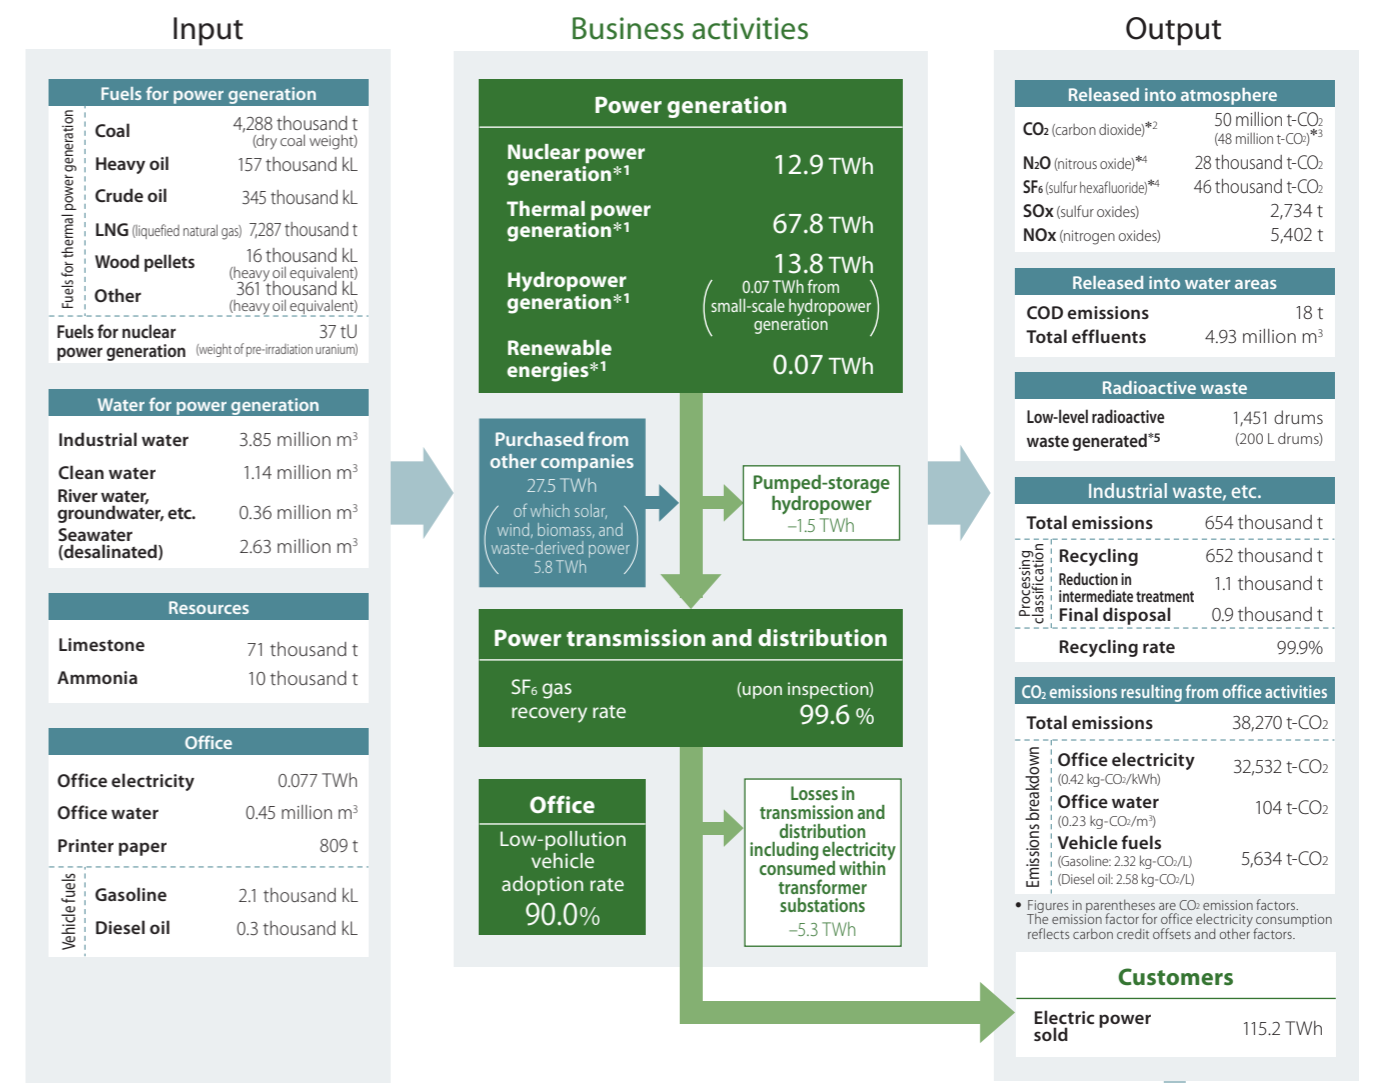 Input
Fuels for power generation
Fuels for thermal power generation
Coal 4,288 thousand t
(dry coal weight)
Heavy oil 157 thousand kL
Crude oil 345 thousand kL
LNG (liquefied natural gas) 7,287 thousand t
Wood pellets 16 thousand kL
(heavy oil equivalent)
Other 361 thousand kL
(heavy oil equivalent)
Fuels for nuclear 37 tU
power generation (weight of pre-irradiation uranium)
Water for power generation
Industrial water 3.85 million m³
Clean water 1.14 million m³
River water,
groundwater, etc. 0.36 million m³
Seawater
(desalinated) 2.63 million m³
Resources
Limestone 71 thousand t
Ammonia 10 thousand t
Office
Office electricity 0.077 TWh
Office water 0.45 million m³
Printer paper 809 t
Vehicle fuels
Gasoline 2.1 thousand kL
Diesel oil 0.3 thousand kL
Business activities
Power generation
Nuclear power
generation*1 12.9 TWh
Thermal power
generation*1 67.8 TWh
Hydropower
generation*1
13.8 TWh
(0.07 TWh from
small-scale hydropower
generation)
Renewable
energies*1 0.07 TWh
Purchased from
other companies
27.5 TWh
(of which solar,
wind, biomass, and
waste-derived power
5.8 TWh)
Pumped-storage
hydropower
–1.5 TWh
Power transmission and distribution
SF₆ gas
recovery rate
(upon inspection)
99.6 %
Office
Low-pollution
vehicle
adoption rate
90.0%
Losses in
transmission and
distribution
including electricity
consumed within
transformer
substations
–5.3 TWh
Output
Released into atmosphere
CO₂ (carbon dioxide)*2 50 million t-CO₂
(48 million t-CO₂)*3
N₂O (nitrous oxide)*4 28 thousand t-CO₂
SF₆ (sulfur hexafluoride)*4 46 thousand t-CO₂
SOx (sulfur oxides) 2,734 t
NOx (nitrogen oxides) 5,402 t
Released into water areas
COD emissions 18 t
Total effluents 4.93 million m³
Radioactive waste
Low-level radioactive 1,451 drums
waste generated*5 (200 L drums)
Industrial waste, etc.
Total emissions 654 thousand t
Processing
classification
Recycling 652 thousand t
Reduction in
intermediate treatment 1.1 thousand t
Final disposal 0.9 thousand t
Recycling rate 99.9%
CO₂ emissions resulting from office activities
Total emissions 38,270 t-CO₂
Emissions breakdown
Office electricity 32,532 t-CO₂
(0.42 kg-CO₂/kWh)
Office water 104 t-CO₂
(0.23 kg-CO₂/m³)
Vehicle fuels
(Gasoline: 2.32 kg-CO₂/L) 5,634 t-CO₂
(Diesel oil: 2.58 kg-CO₂/L)
• Figures in parentheses are CO₂ emission factors.
The emission factor for office electricity consumption
reflects carbon credit offsets and other factors.
Customers
Electric power
sold 115.2 TWh